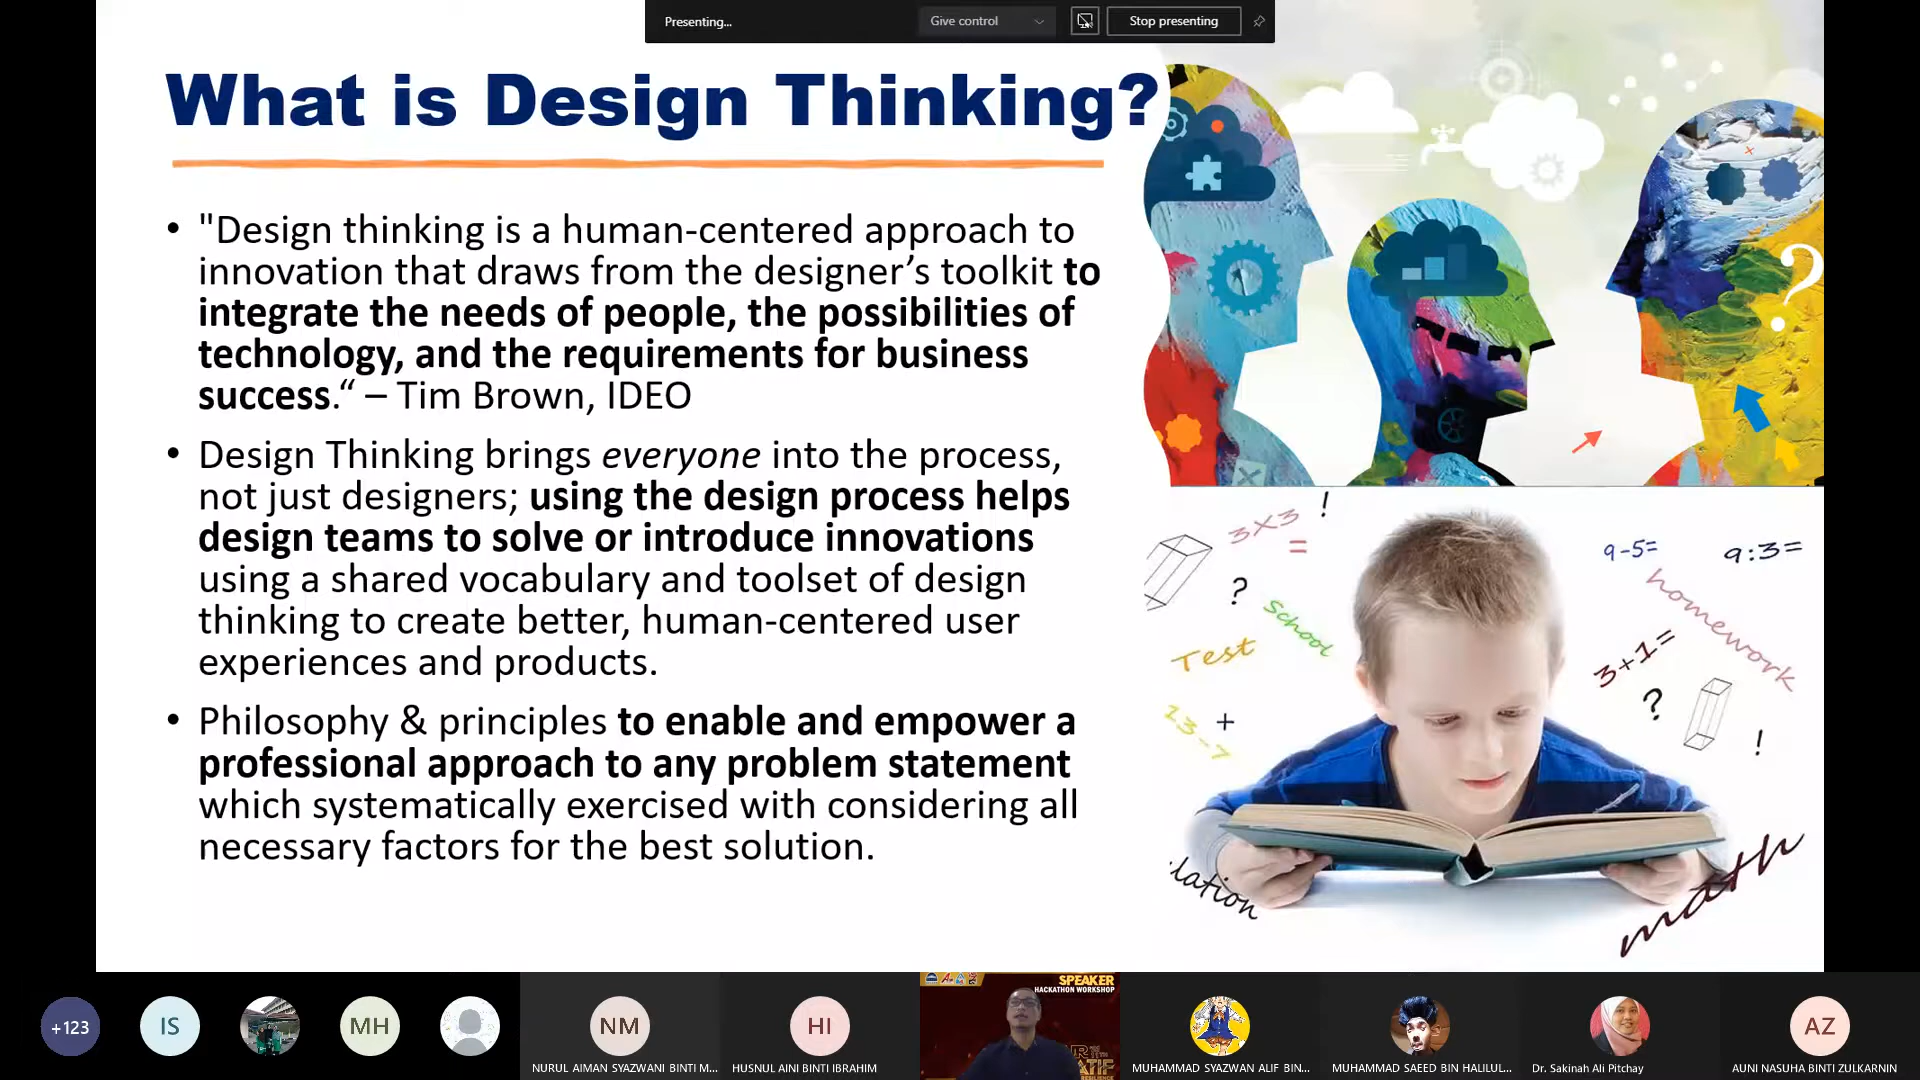 Presenting...
Give control
Stop presenting
What is Design Thinking?
• "Design thinking is a human-centered approach to
innovation that draws from the designer’s toolkit to
integrate the needs of people, the possibilities of
technology, and the requirements for business
success.“ – Tim Brown, IDEO
• Design Thinking brings everyone into the process,
not just designers; using the design process helps
design teams to solve or introduce innovations
using a shared vocabulary and toolset of design
thinking to create better, human-centered user
experiences and products.
• Philosophy & principles to enable and empower a
professional approach to any problem statement
which systematically exercised with considering all
necessary factors for the best solution.
?
3x3
=
!
?
School
Test
13-7
+
lation
9-5=
9:3=
homework
3+1=
?
!
math
+123
IS
MH
NM
NURUL AIMAN SYAZWANI BINTI M...
HI
HUSNUL AINI BINTI IBRAHIM
SPEAKER
HACKATHON WORKSHOP
MUHAMMAD SYAZWAN ALIF BIN...
MUHAMMAD SAEED BIN HALILUL...
Dr. Sakinah Ali Pitchay
AZ
AUNI NASUHA BINTI ZULKARNIN